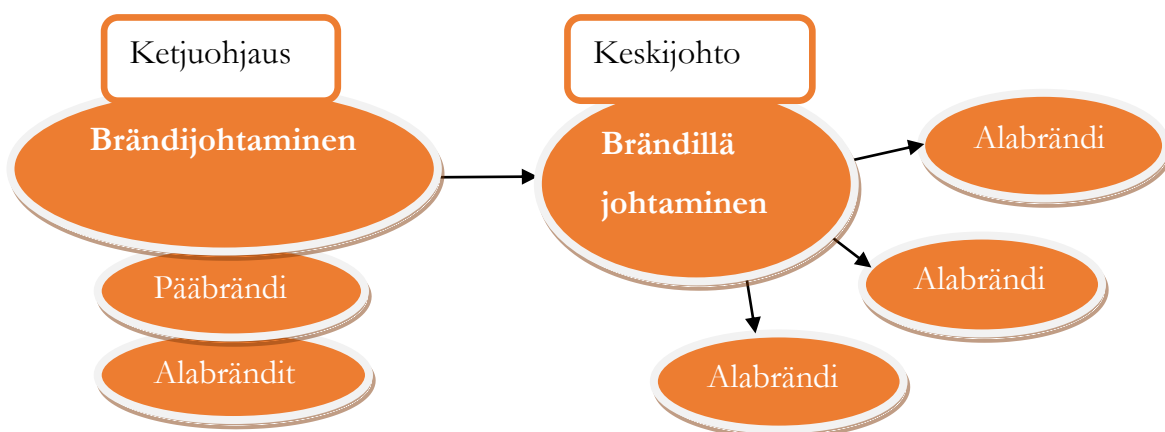 Ketjuohjaus
Brändijohtaminen
Pääbrändi
Alabrändit
Keskijohto
Brändillä
johtaminen
Alabrändi
Alabrändi
Alabrändi